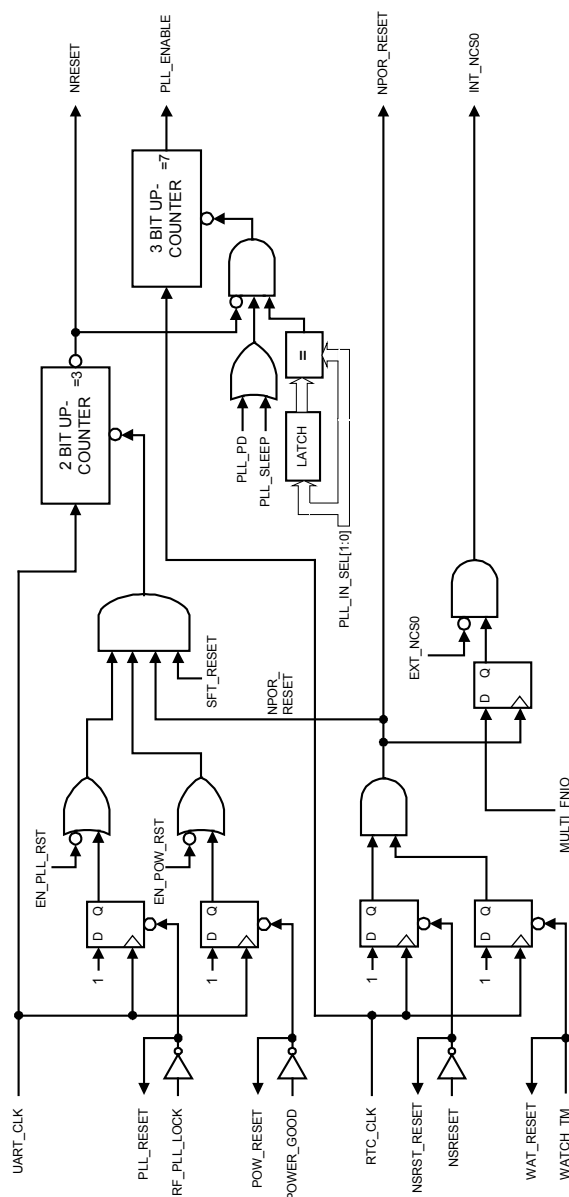 UART_CLK
EN_PLL_RST
2 BIT UP-
COUNTER
=3
NRESET
1
D
Q
PLL_RESET
RF_PLL_LOCK
EN_POW_RST
3 BIT UP-
COUNTER
=7
PLL_ENABLE
1
D
Q
SFT_RESET
PLL_PD
PLL_SLEEP
=
LATCH
POW_RESET
POWER_GOOD
NPOR_
RESET
PLL_IN_SEL[1:0]
RTC_CLK
1
D
Q
NPOR_RESET
NSRST_RESET
NSRESET
EXT_NCS0
INT_NCS0
D
Q
1
D
Q
WAT_RESET
WATCH_TM